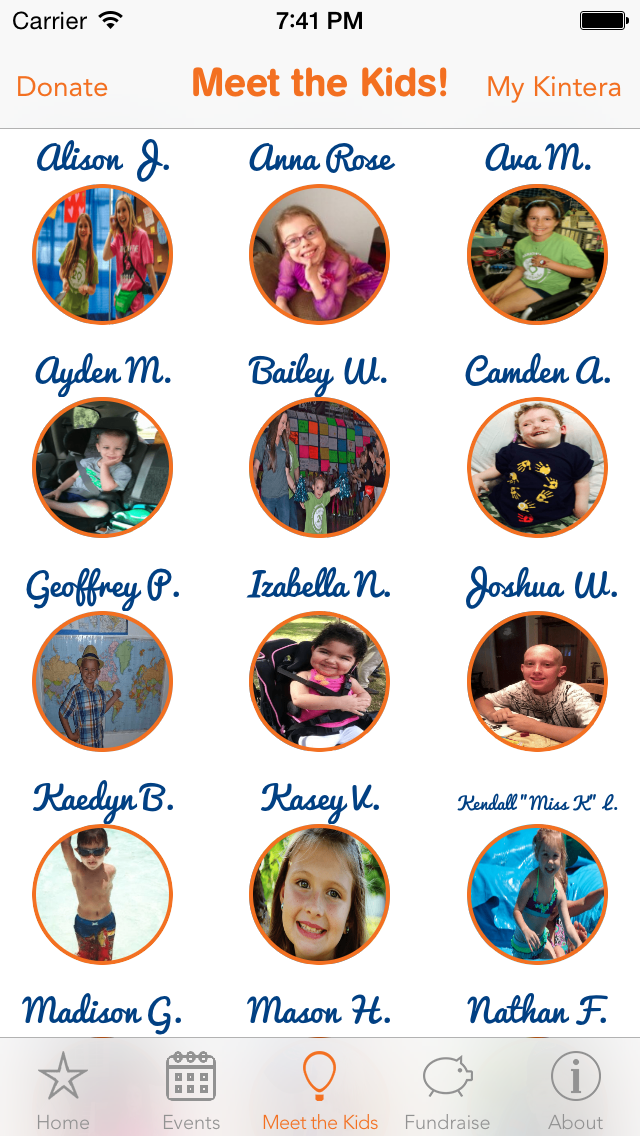 Carrier 7:41 PM
Donate Meet the Kids! My Kintera
Alison J. Anna Rose Ava M.
Ayden M. Bailey W. Camden A.
Geoffrey P. Izabella N. Joshua W.
Kaedyn B. Kasey V. Kendall "Miss K" L.
Madison G. Mason H. Nathan F.
Home Events Meet the Kids Fundraise About